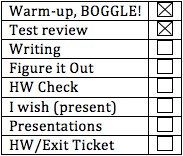 Warm-up, BOGGLE! ☒
Test review ☒
Writing ☐
Figure it Out ☐
HW Check ☐
I wish (present) ☐
Presentations ☐
HW/Exit Ticket ☐